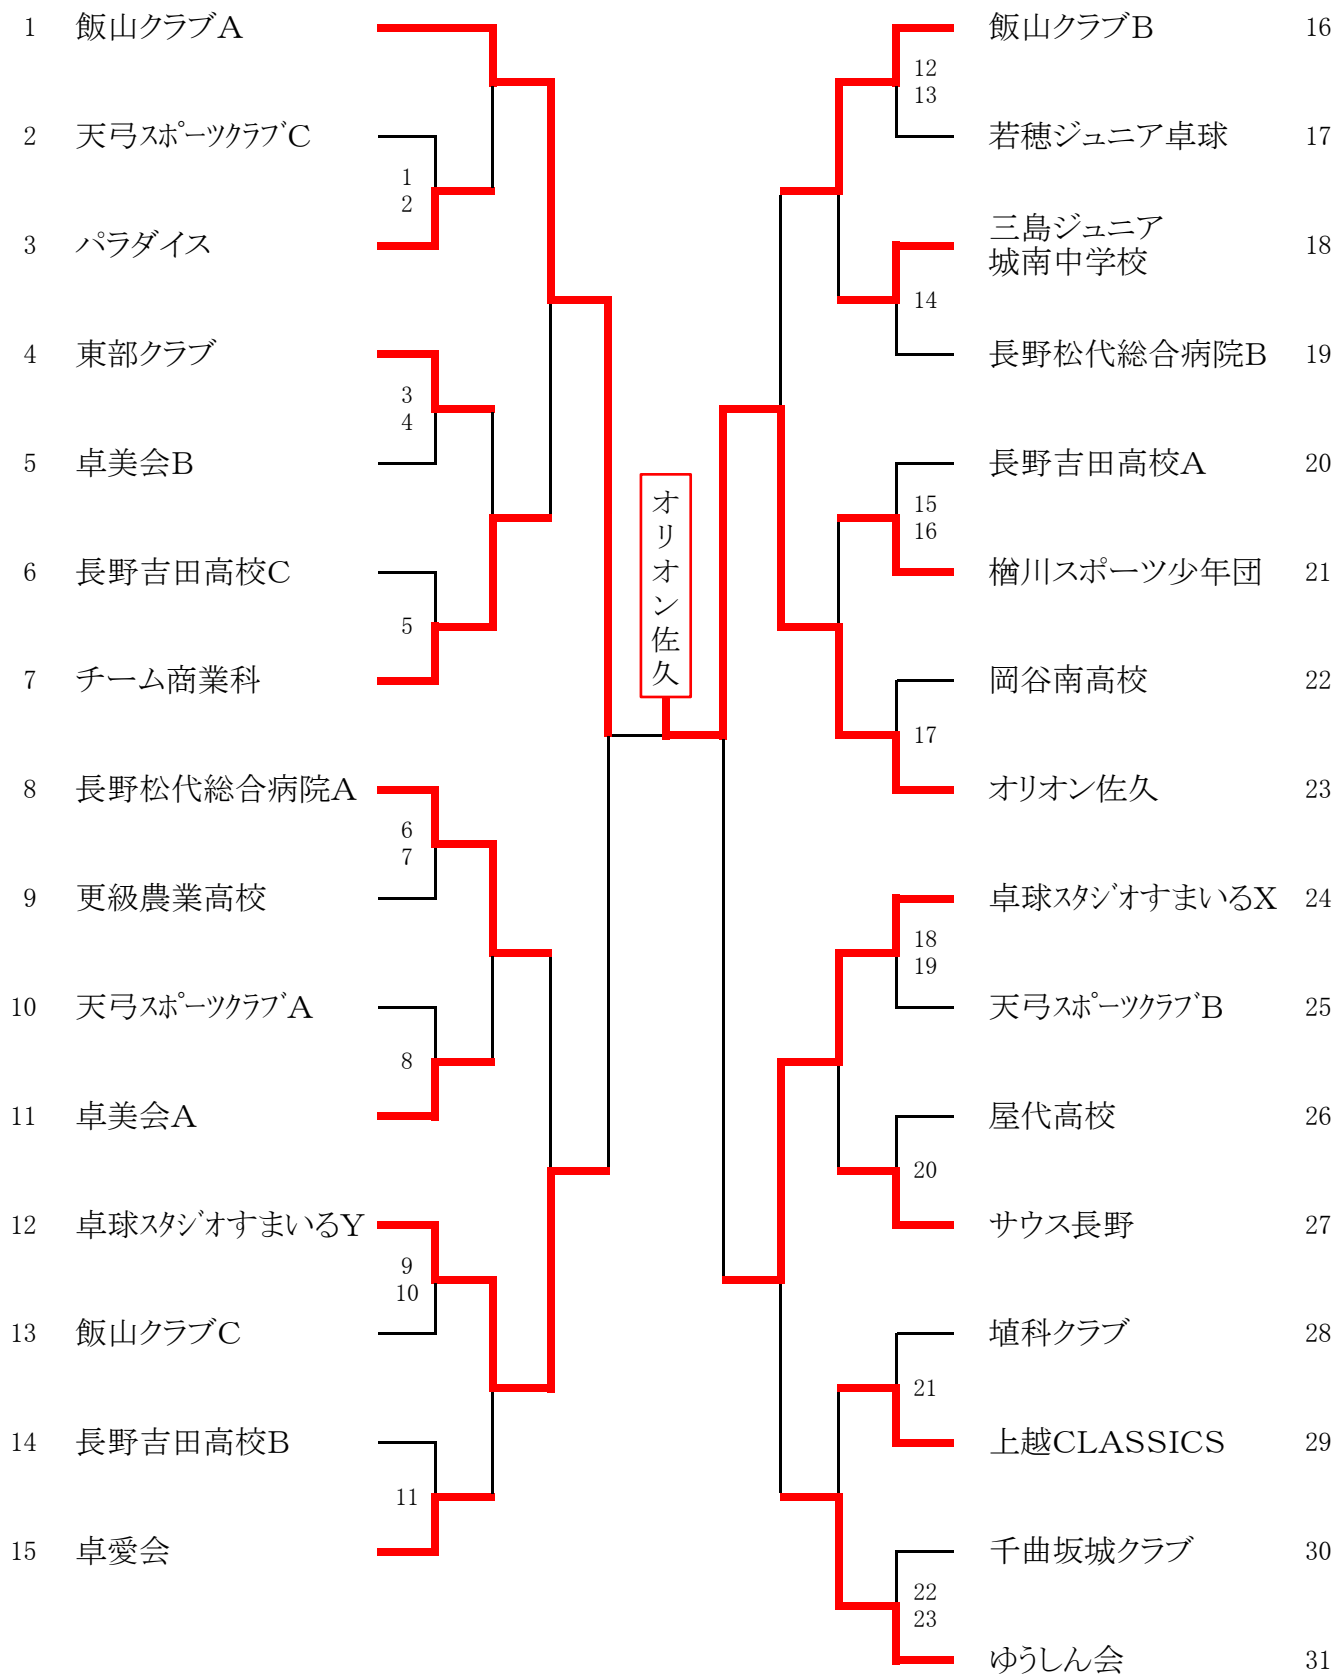 1 飯山クラブA
2 天弓スポーツクラブC
1
2
3 パラダイス
4 東部クラブ
3
4
5 卓美会B
6 長野吉田高校C
5
7 チーム商業科
8 長野松代総合病院A
6
7
9 更級農業高校
10 天弓スポーツクラブA
8
11 卓美会A
12 卓球スタジオすまいるY
9
10
13 飯山クラブC
14 長野吉田高校B
11
15 卓愛会
オリオン佐久
飯山クラブB 16
12
13
若穂ジュニア卓球 17
三島ジュニア
城南中学校 18
14
長野松代総合病院B 19
長野吉田高校A 20
15
16
楢川スポーツ少年団 21
岡谷南高校 22
17
オリオン佐久 23
卓球スタジオすまいるX 24
18
19
天弓スポーツクラブB 25
屋代高校 26
20
サウス長野 27
埴科クラブ 28
21
上越CLASSICS 29
千曲坂城クラブ 30
22
23
ゆうしん会 31